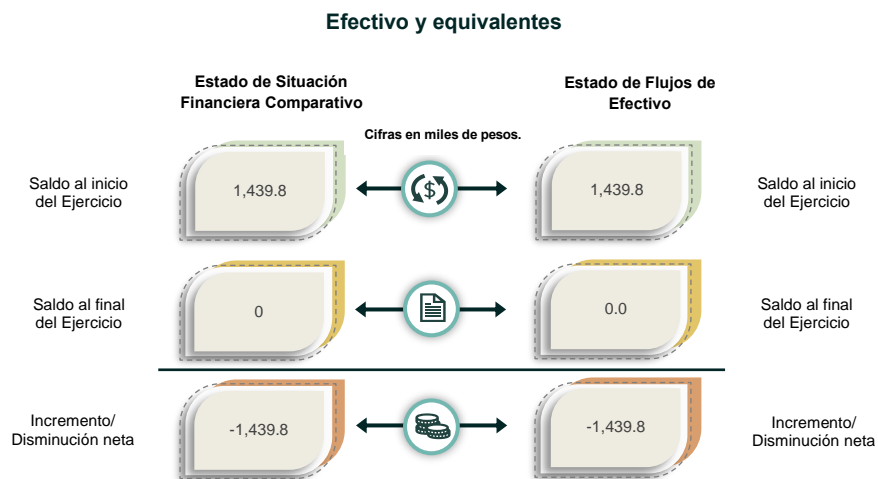 Efectivo y equivalentes
Estado de Situación
Financiera Comparativo
Estado de Flujos de
Efectivo
Cifras en miles de pesos.
Saldo al inicio
del Ejercicio
1,439.8
$
1,439.8
Saldo al inicio
del Ejercicio
Saldo al final
del Ejercicio
0
0.0
Saldo al final
del Ejercicio
Incremento/
Disminución neta
-1,439.8
-1,439.8
Incremento/
Disminución neta